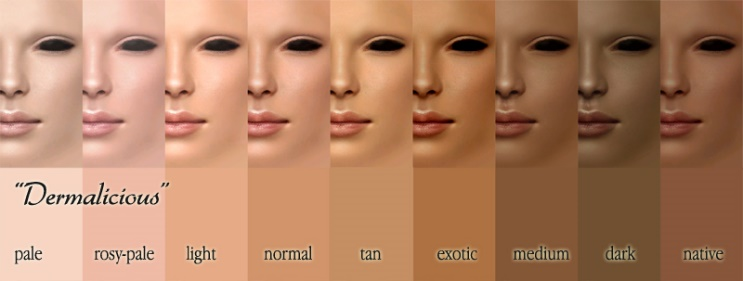 "Dermalicious"
pale rosy-pale light normal tan exotic medium dark native